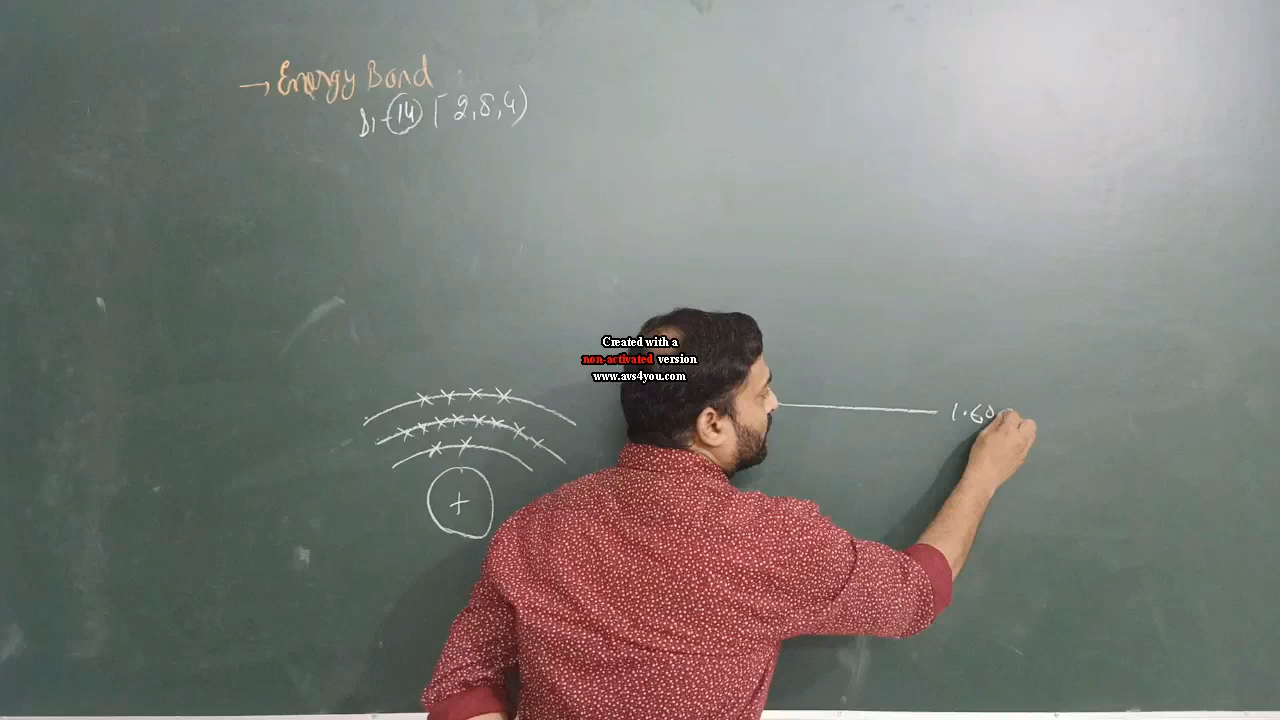 → Energy Band
Si - 14 [ 2,8,4)
+
1.60
Created with a
non-activated version
www.avs4you.com